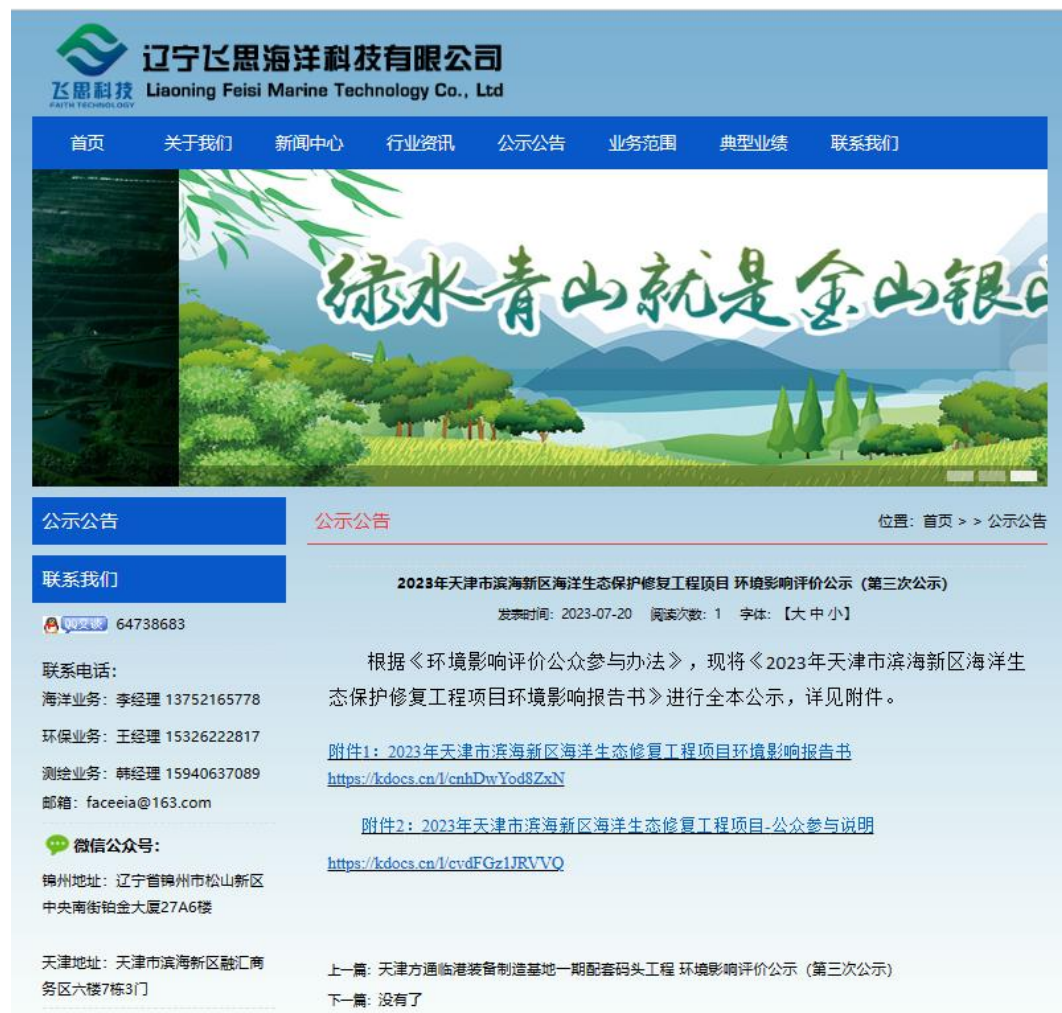 辽宁飞思海洋科技有限公司
飞思科技
FAITH TECHNOLOGY
Liaoning Feisi Marine Technology Co., Ltd
首页 关于我们 新闻中心 行业资讯 公示公告 业务范围 典型业绩 联系我们
绿水青山就是金山银山
公示公告
联系我们
QQ交谈 64738683
联系电话：
海洋业务：李经理 13752165778
环保业务：王经理 15326222817
测绘业务：韩经理 15940637089
邮箱：faceeia@163.com
微信公众号：
锦州地址：辽宁省锦州市松山新区
中央南街铂金大厦27A6楼
天津地址：天津市滨海新区融汇商
务区六楼7栋3门
公示公告
位置：首页 > > 公示公告
2023年天津市滨海新区海洋生态保护修复工程项目 环境影响评价公示（第三次公示）
发表时间：2023-07-20 阅读次数：1 字体：【大 中 小】
根据《环境影响评价公众参与办法》，现将《2023年天津市滨海新区海洋生
态保护修复工程项目环境影响报告书》进行全本公示，详见附件。
附件1：2023年天津市滨海新区海洋生态修复工程项目环境影响报告书
https://kdocs.cn/l/cnhDwYod8ZxN
附件2：2023年天津市滨海新区海洋生态修复工程项目-公众参与说明
https://kdocs.cn/l/cvdFGz1JRVVQ
上一篇：天津方通临港装备制造基地一期配套码头工程 环境影响评价公示（第三次公示）
下一篇：没有了